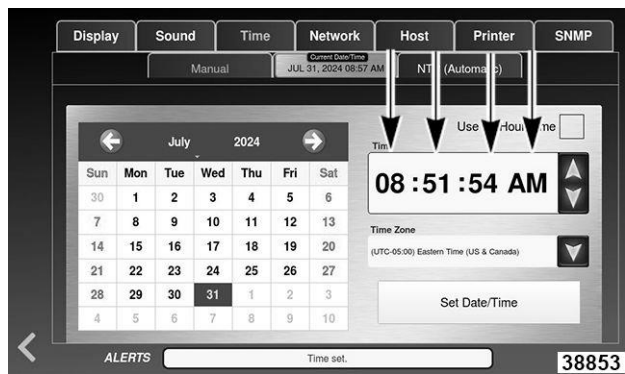 Display Sound Time Network Host Printer SNMP
Manual
Current Date/Time
JUL 31, 2024 08:57 AM
(Automatic)
Use
July 2024
Sun Mon Tue Wed Thu Fri Sat
30 1 2 3 4 5 6
7 8 9 10 11 12 13
14 15 16 17 18 19 20
21 22 23 24 25 26 27
28 29 30 31 1 2 3
4 5 6 7 8 9 10
08:51:54 AM
Time Zone
(UTC-05:00) Eastern Time (US & Canada)
Set Date/Time
ALERTS Time set.
38853